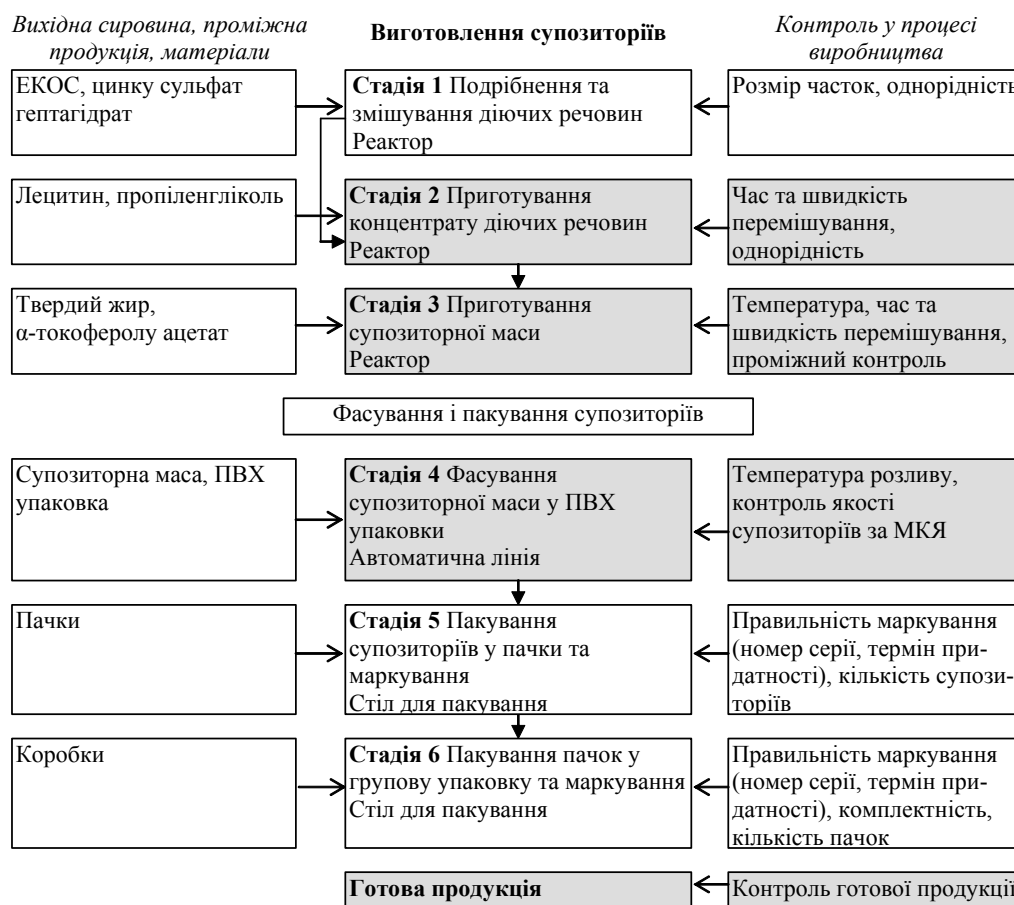 Вихідна сировина, проміжна
продукція, матеріали
Виготовлення супозиторіїв
Контроль у процесі
виробництва
ЕКОС, цинку сульфат
гептагідрат
Стадія 1 Подрібнення та
змішування діючих речовин
Реактор
Розмір часток, однорідність
Лецитин, пропіленгліколь
Стадія 2 Приготування
концентрату діючих речовин
Реактор
Час та швидкість
перемішування,
однорідність
Твердий жир,
α-токоферолу ацетат
Стадія 3 Приготування
супозиторної маси
Реактор
Температура, час та
швидкість перемішування,
проміжний контроль
Фасування і пакування супозиторіїв
Супозиторна маса, ПВХ
упаковка
Стадія 4 Фасування
супозиторної маси у ПВХ
упаковки
Автоматична лінія
Температура розливу,
контроль якості
супозиторіїв за МКЯ
Пачки
Стадія 5 Пакування
супозиторіїв у пачки та
маркування
Стіл для пакування
Правильність маркування
(номер серії, термін при-
датності), кількість супози-
торіїв
Коробки
Стадія 6 Пакування пачок у
групову упаковку та маркування
Стіл для пакування
Правильність маркування
(номер серії, термін при-
датності), комплектність,
кількість пачок
Готова продукція
Контроль готової продукції